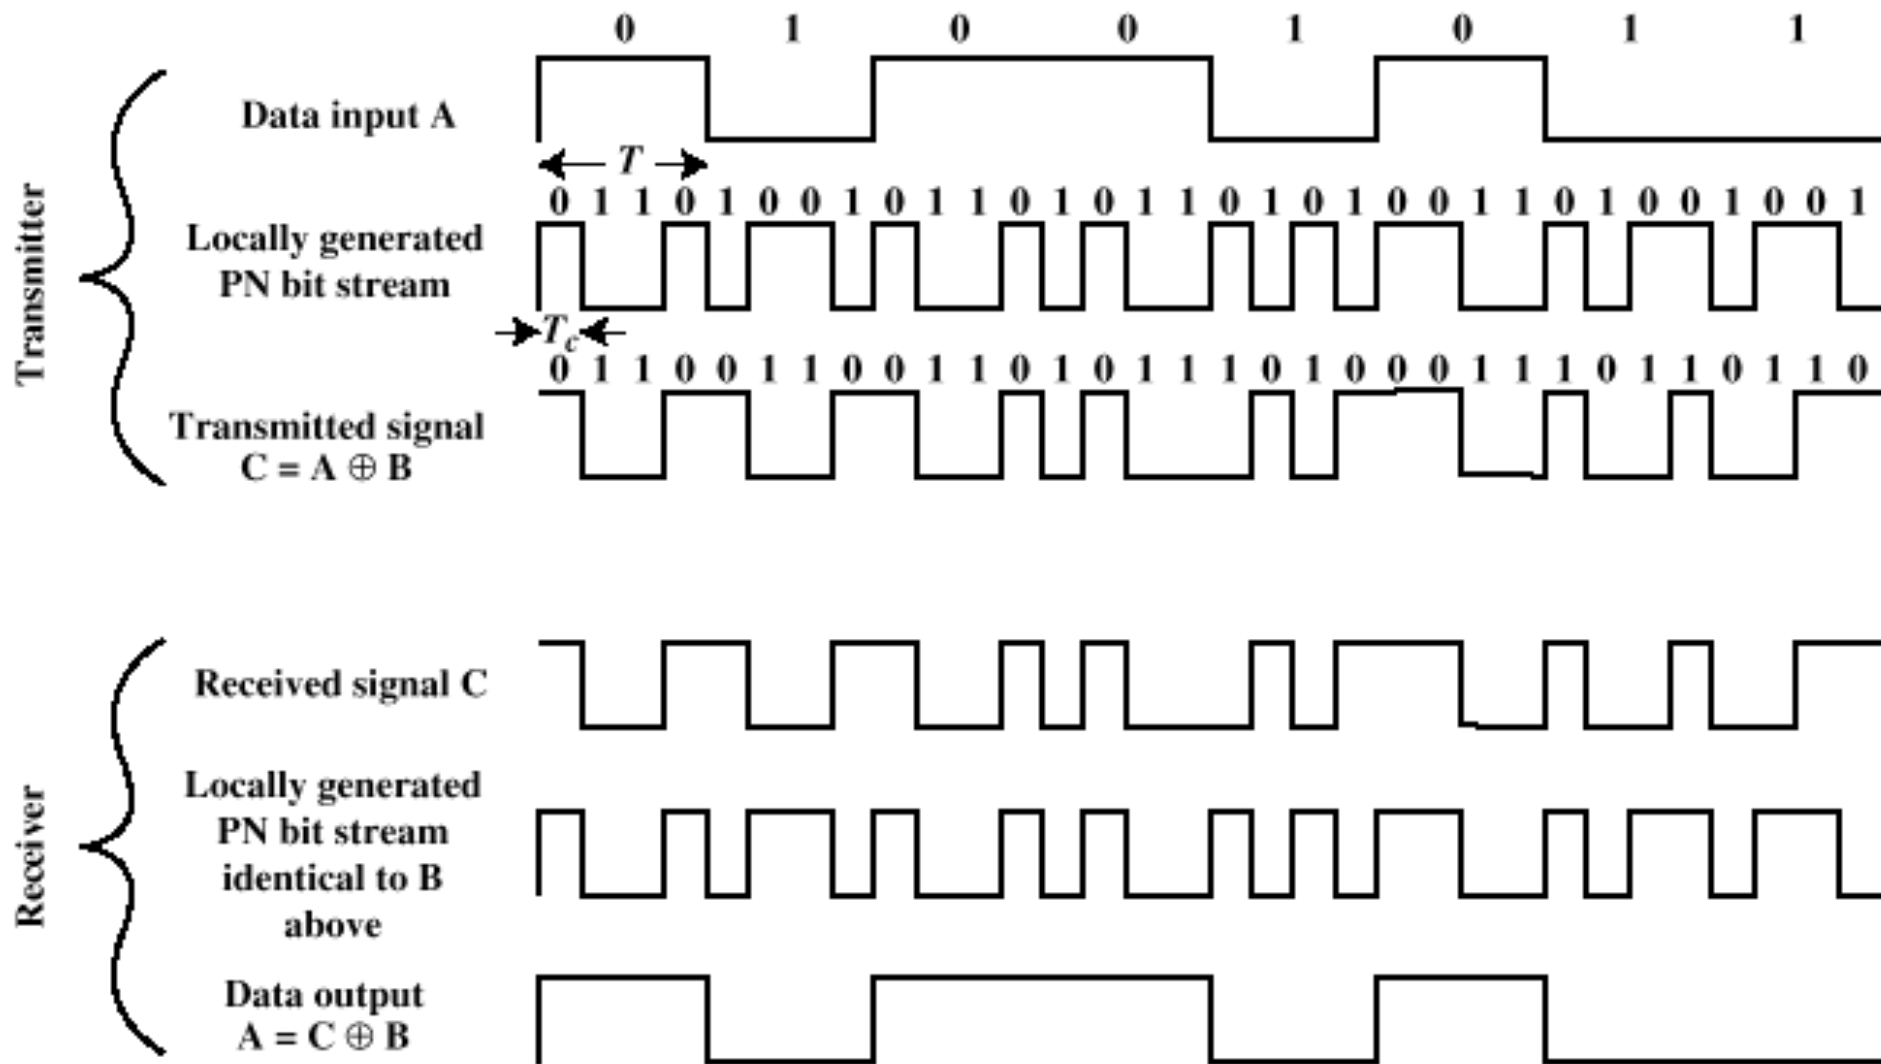 0 1 0 0 1 0 1 1
Transmitter
Data input A
T
0 1 1 0 1 0 0 1 0 1 1 0 1 0 1 1 0 1 0 1 0 0 1 1 0 1 0 0 1 0 0 1
Locally generated
PN bit stream
Tc
0 1 1 0 0 1 1 0 0 1 1 0 1 0 1 1 1 0 1 0 0 0 1 1 1 0 1 1 0 1 1 0
Transmitted signal
C = A ⊕ B
Receiver
Received signal C
Locally generated
PN bit stream
identical to B
above
Data output
A = C ⊕ B